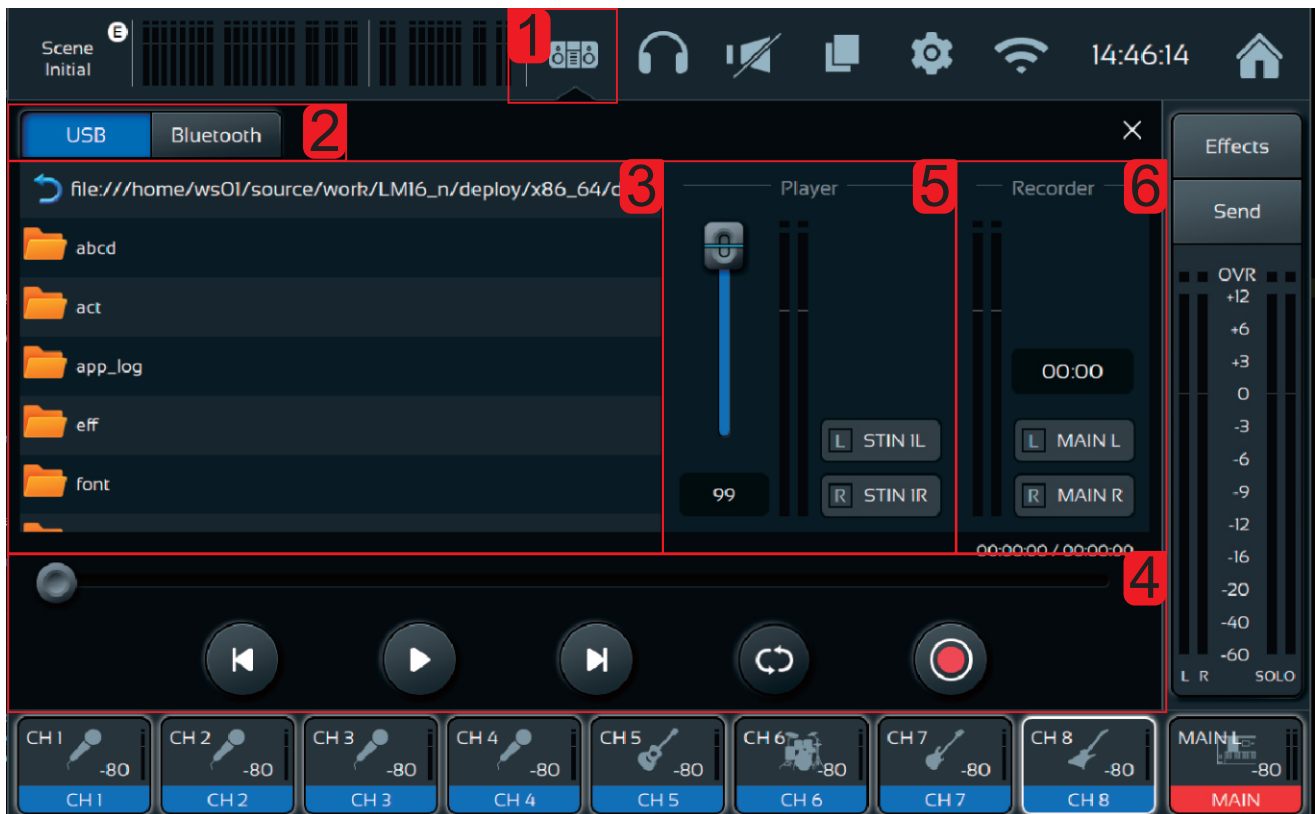 Scene E
Initial
1
14:46:14
USB Bluetooth 2
file:///home/ws01/source/work/LM16_n/deploy/x86_64/ 3
abcd
act
app_log
eff
font
Player 5
99
L STIN 1L
R STIN 1R
Recorder 6
00:00
L MAIN L
R MAIN R
00:00:00 / 00:00:00
4
Effects
Send
OVR
+12
+6
+3
0
-3
-6
-9
-12
-16
-20
-40
-60
L R SOLO
CH 1
-80
CH 1
CH 2
-80
CH 2
CH 3
-80
CH 3
CH 4
-80
CH 4
CH 5
-80
CH 5
CH 6
-80
CH 6
CH 7
-80
CH 7
CH 8
-80
CH 8
MAIN L
-80
MAIN